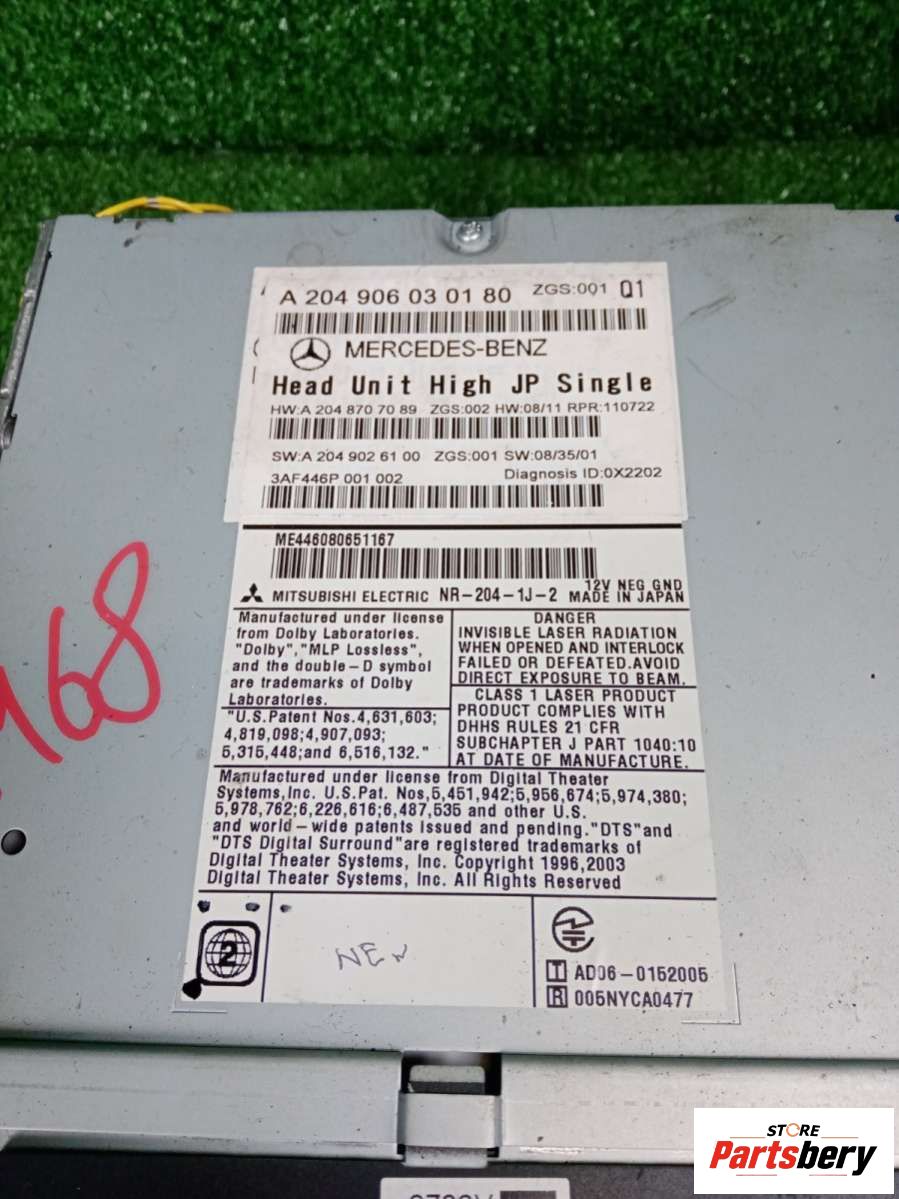 A 204 906 03 01 80 ZGS:001 Q1
MERCEDES-BENZ
Head Unit High JP Single
HW:A 204 870 70 89 ZGS:002 HW:08/11 RPR:110722
SW:A 204 902 61 00 ZGS:001 SW:08/35/01
3AF446P 001 002 Diagnosis ID:0X2202
ME446080651167
MITSUBISHI ELECTRIC NR-204-1J-2 12V NEG GND
MADE IN JAPAN
Manufactured under license
from Dolby Laboratories.
"Dolby","MLP Lossless",
and the double-D symbol
are trademarks of Dolby
Laboratories.
"U.S.Patent Nos.4,631,603;
4,819,098;4,907,093;
5,315,448;and 6,516,132."
DANGER
INVISIBLE LASER RADIATION
WHEN OPENED AND INTERLOCK
FAILED OR DEFEATED.AVOID
DIRECT EXPOSURE TO BEAM.
CLASS 1 LASER PRODUCT
PRODUCT COMPLIES WITH
DHHS RULES 21 CFR
SUBCHAPTER J PART 1040:10
AT DATE OF MANUFACTURE.
Manufactured under license from Digital Theater
Systems,Inc. U.S.Pat. Nos,5,451,942;5,956,674;5,974,380;
5,978,762;6,226,616;6,487,535 and other U.S.
and world-wide patents issued and pending."DTS"and
"DTS Digital Surround"are registered trademarks of
Digital Theater Systems, Inc. Copyright 1996,2003
Digital Theater Systems, Inc. All Rights Reserved
2
NEW
T AD06-0152005
R 005NYCA0477
968
STORE
Partsbery